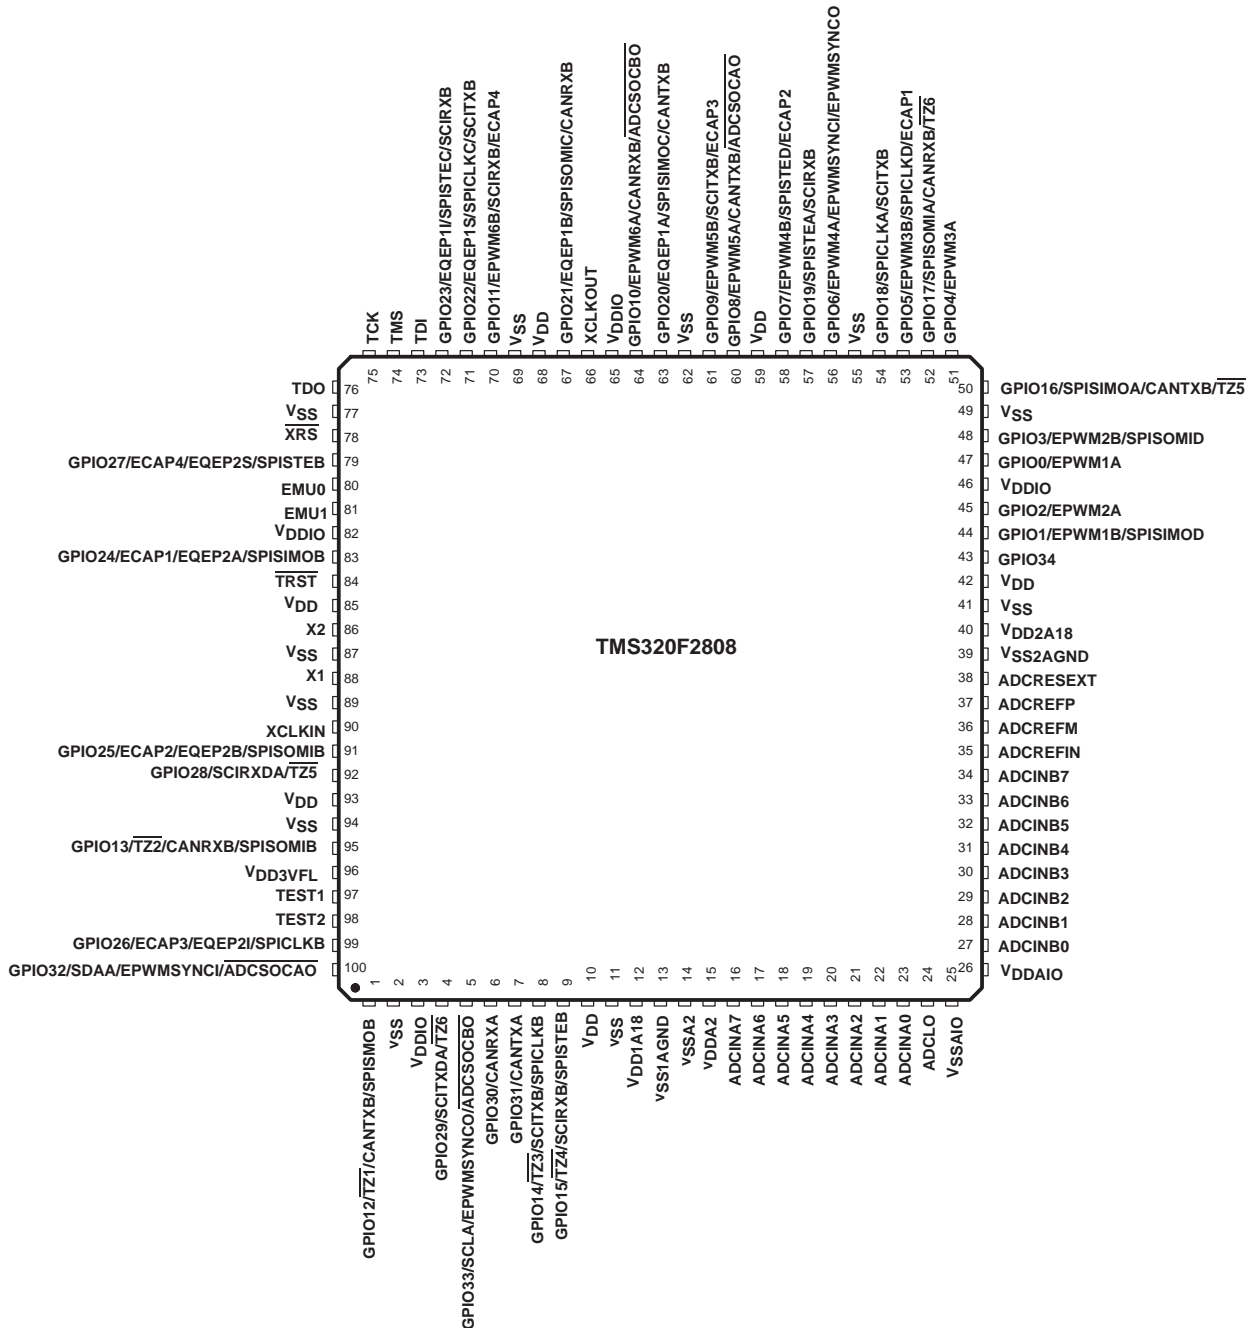 TCK
TMS
TDI
GPIO23/EQEP1I/SPISTEC/SCIRXB
GPIO22/EQEP1S/SPICLKC/SCITXB
GPIO11/EPWM6B/SCIRXB/ECAP4
VSS
VDD
GPIO21/EQEP1B/SPISOMIC/CANRXB
XCLKOUT
VDDIO
GPIO10/EPWM6A/CANRXB/ADCSOCBO
GPIO20/EQEP1A/SPISIMOC/CANTXB
VSS
GPIO9/EPWM5B/SCITXB/ECAP3
GPIO8/EPWM5A/CANTXB/ADCSOCAO
VDD
GPIO7/EPWM4B/SPISTED/ECAP2
GPIO19/SPISTEA/SCIRXB
GPIO6/EPWM4A/EPWMSYNCI/EPWMSYNCO
VSS
GPIO18/SPICLKA/SCITXB
GPIO5/EPWM3B/SPICLKD/ECAP1
GPIO17/SPISOMIA/CANRXB/TZ6
GPIO4/EPWM3A
75 74 73 72 71 70 69 68 67 66 65 64 63 62 61 60 59 58 57 56 55 54 53 52 51
TDO 76
VSS 77
XRS 78
GPIO27/ECAP4/EQEP2S/SPISTEB 79
EMU0 80
EMU1 81
VDDIO 82
GPIO24/ECAP1/EQEP2A/SPISIMOB 83
TRST 84
VDD 85
X2 86
VSS 87
X1 88
VSS 89
XCLKIN 90
GPIO25/ECAP2/EQEP2B/SPISOMIB 91
GPIO28/SCIRXDA/TZ5 92
VDD 93
VSS 94
GPIO13/TZ2/CANRXB/SPISOMIB 95
VDD3VFL 96
TEST1 97
TEST2 98
GPIO26/ECAP3/EQEP2I/SPICLKB 99
GPIO32/SDAA/EPWMSYNCI/ADCSOCAO 100
TMS320F2808
50 GPIO16/SPISIMOA/CANTXB/TZ5
49 VSS
48 GPIO3/EPWM2B/SPISOMID
47 GPIO0/EPWM1A
46 VDDIO
45 GPIO2/EPWM2A
44 GPIO1/EPWM1B/SPISIMOD
43 GPIO34
42 VDD
41 VSS
40 VDD2A18
39 VSS2AGND
38 ADCRESEXT
37 ADCREFP
36 ADCREFM
35 ADCREFIN
34 ADCINB7
33 ADCINB6
32 ADCINB5
31 ADCINB4
30 ADCINB3
29 ADCINB2
28 ADCINB1
27 ADCINB0
26 VDDAIO
1 2 3 4 5 6 7 8 9 10 11 12 13 14 15 16 17 18 19 20 21 22 23 24 25
GPIO12/TZ1/CANTXB/SPISMOB
VSS
VDDIO
GPIO29/SCITXDA/TZ6
GPIO33/SCLA/EPWMSYNCO/ADCSOCBO
GPIO30/CANRXA
GPIO31/CANTXA
GPIO14/TZ3/SCITXB/SPICLKB
GPIO15/TZ4/SCIRXB/SPISTEB
VDD
VSS
VDD1A18
VSS1AGND
VSSA2
VDDA2
ADCINA7
ADCINA6
ADCINA5
ADCINA4
ADCINA3
ADCINA2
ADCINA1
ADCINA0
ADCLO
VSSAIO